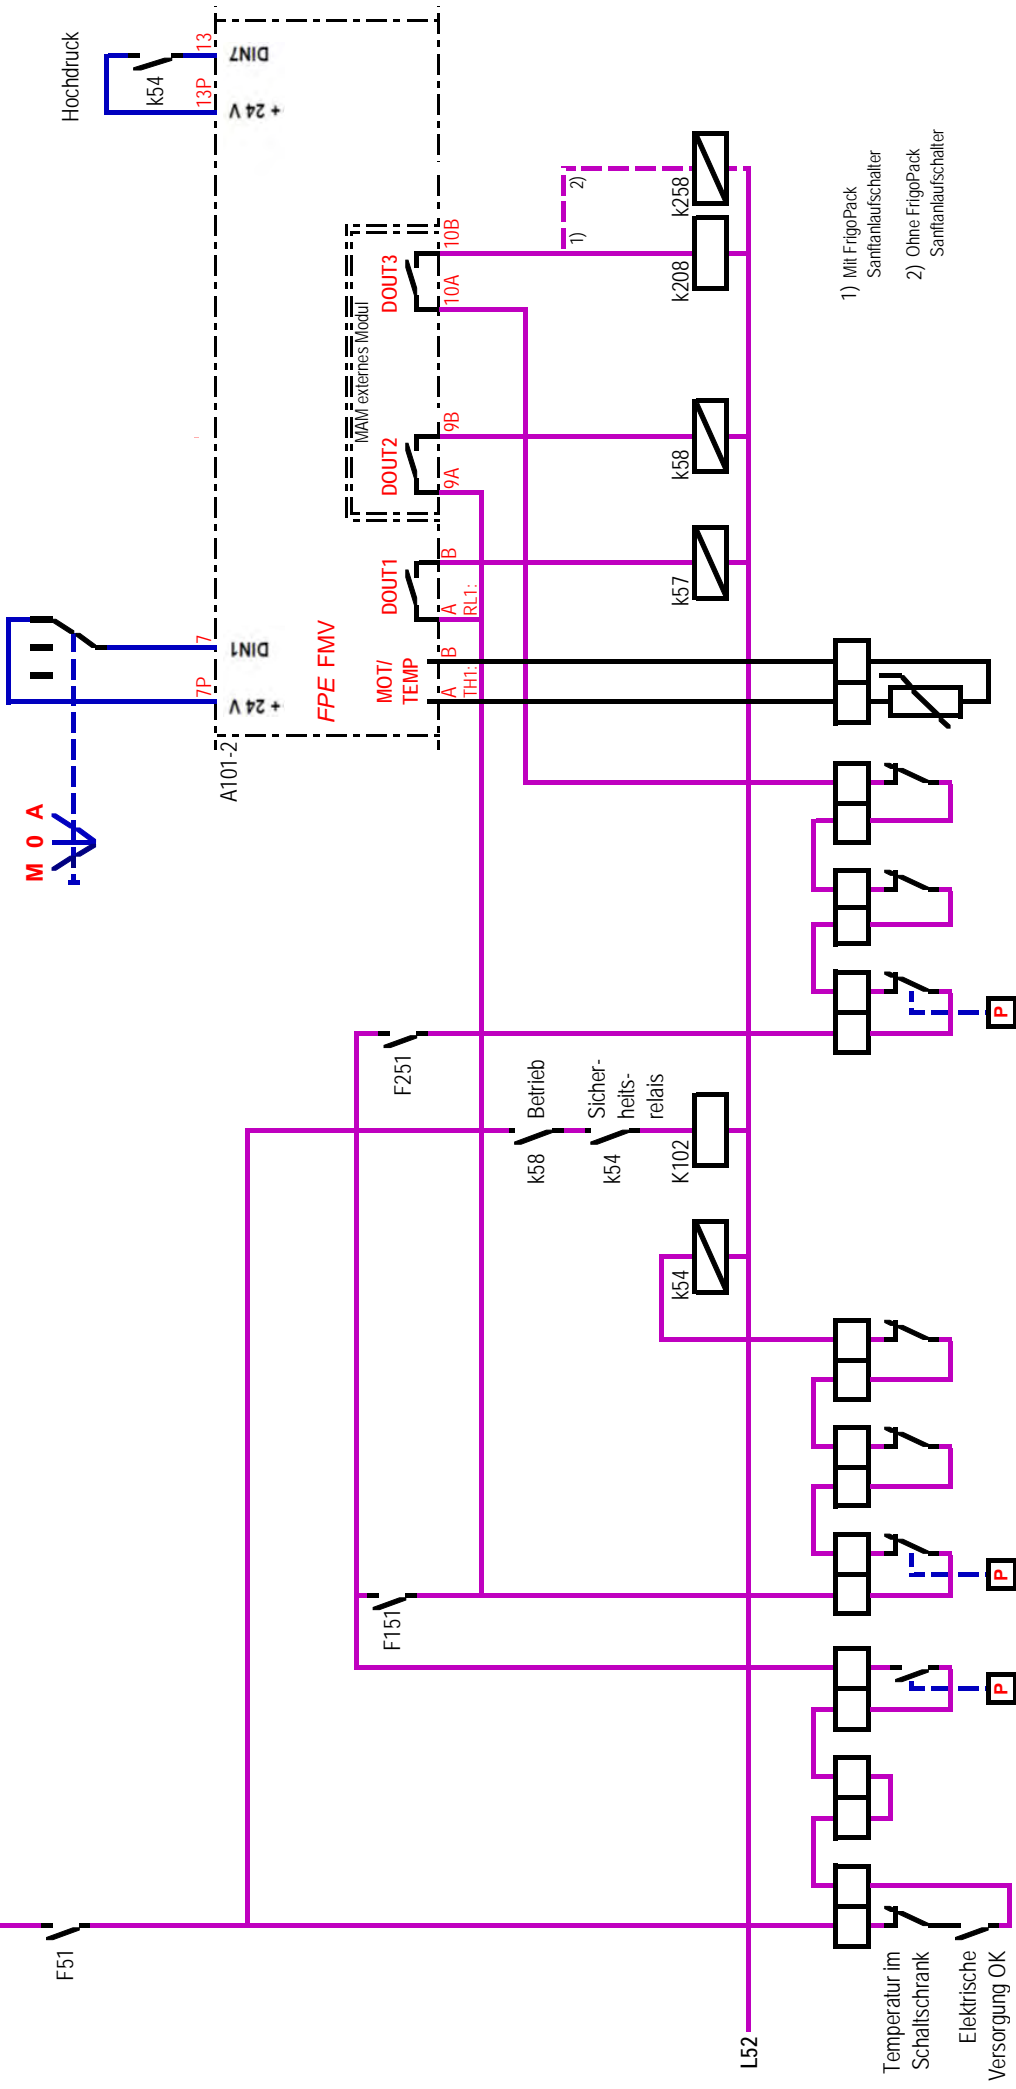 Hochdruck
k54
13P
13
+ 24 V
DIN7
M 0 A
7P
7
+ 24 V
DIN1
A101-2
FPE FMV
MOT/
TEMP
A
B
TH1:
DOUT1
A
B
RL1:
MAM externes Modul
DOUT2
9A
9B
DOUT3
10A
10B
1)
2)
k57
k58
k208
k258
1) Mit FrigoPack
Sanftanlaufschalter
2) Ohne FrigoPack
Sanftanlaufschalter
F51
F151
F251
k58
Betrieb
k54
Sicher-
heits-
relais
K102
k54
L52
P
P
P
Temperatur im
Schaltschrank
Elektrische
Versorgung OK